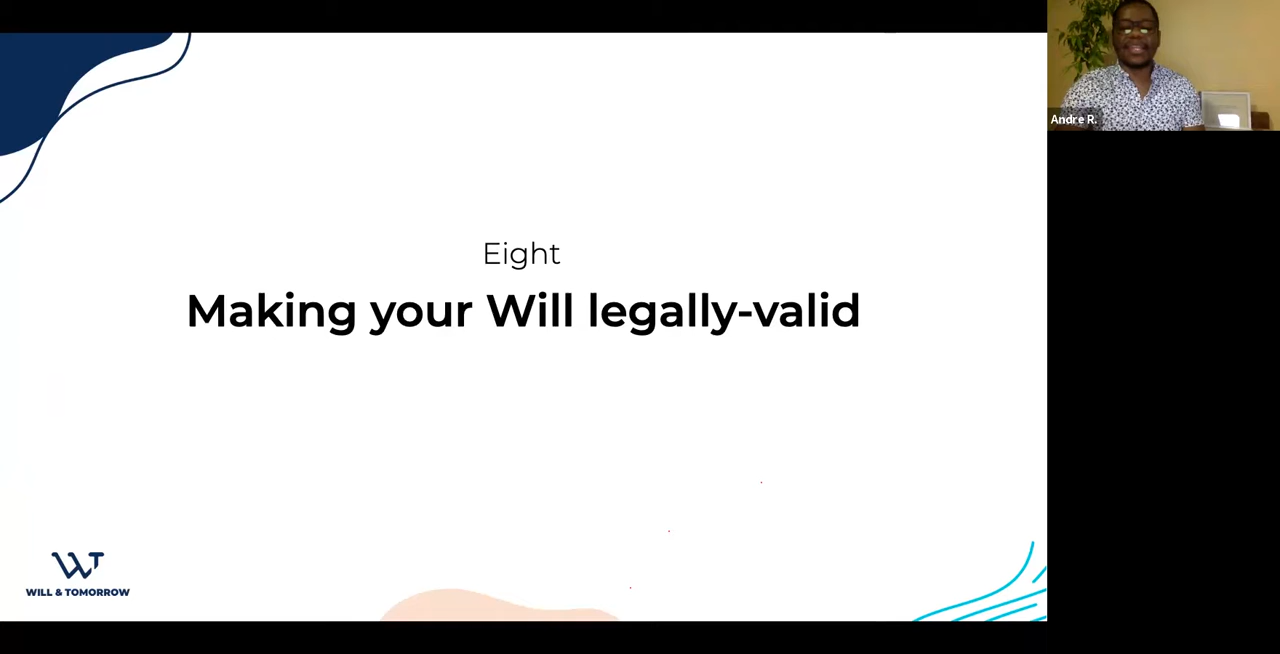 Eight
Making your Will legally-valid
WT
WILL & TOMORROW
Andre R.